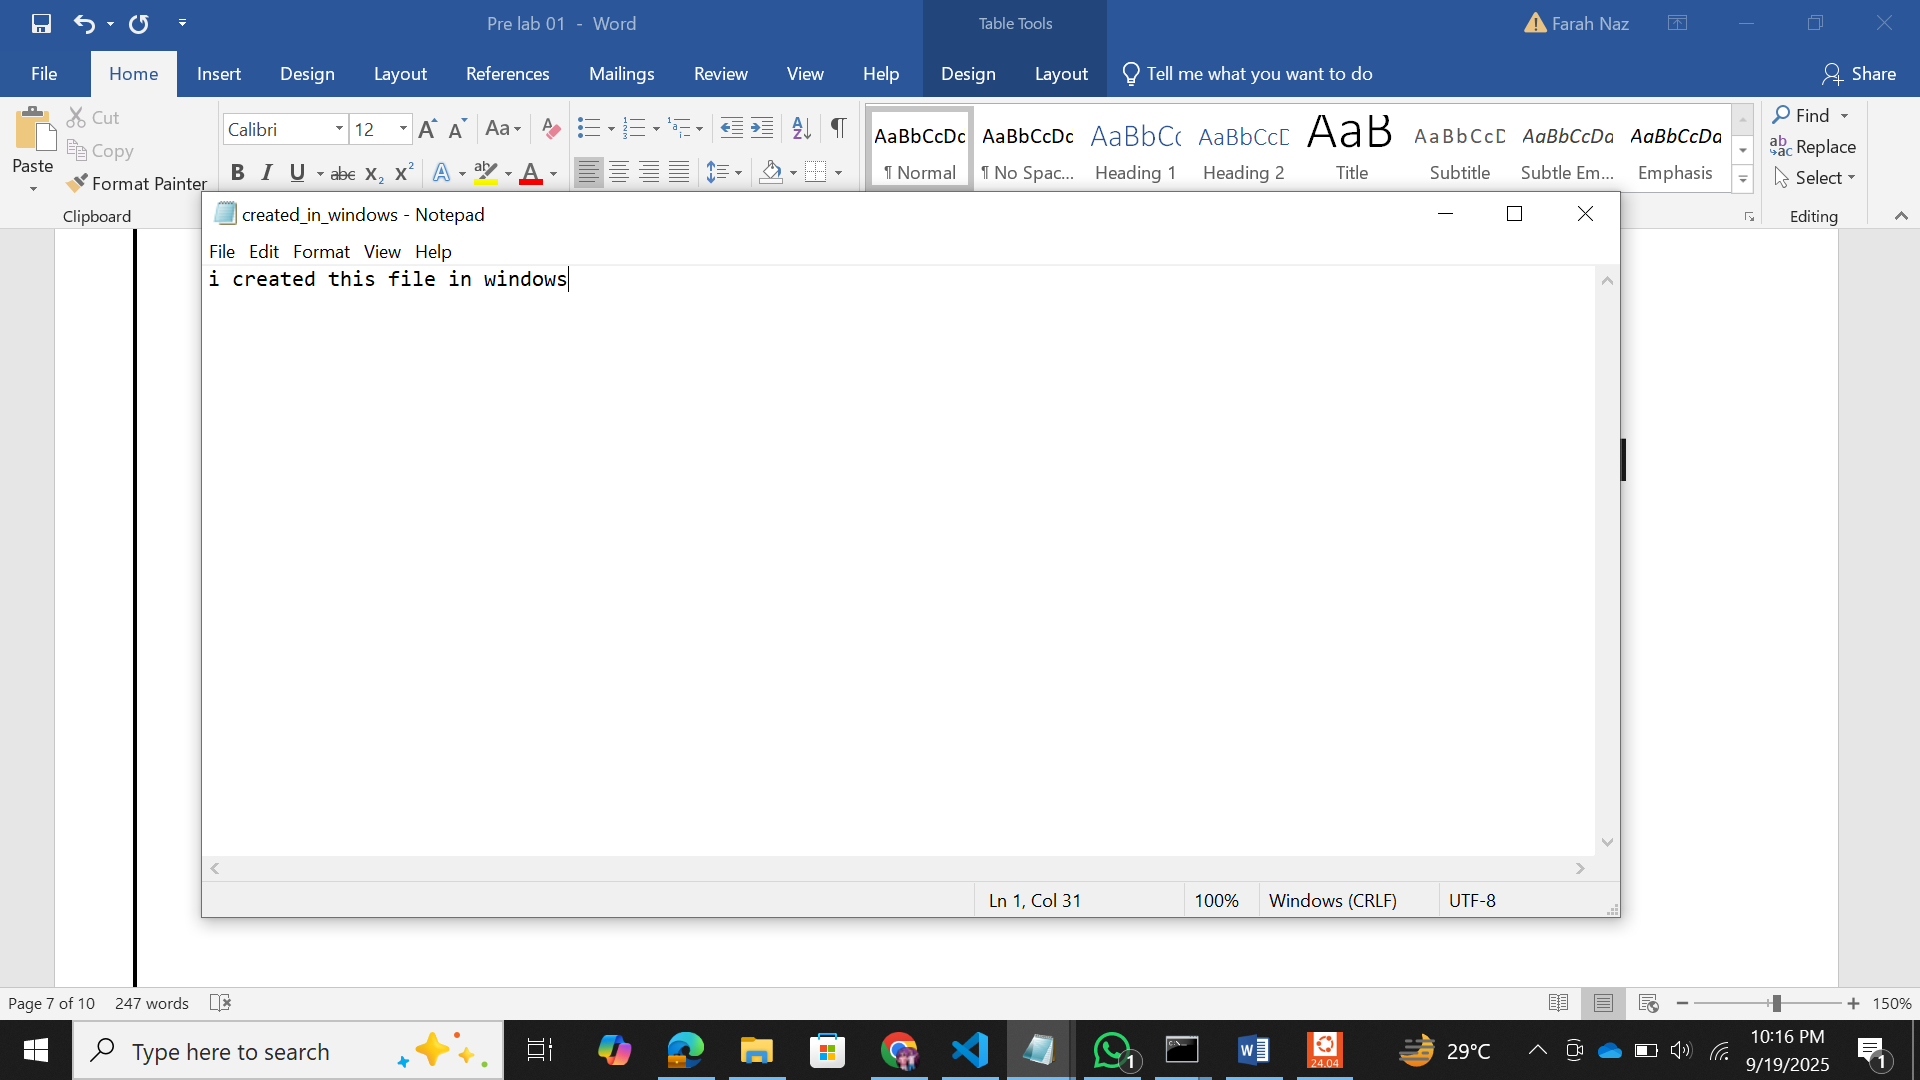 Pre lab 01 - Word
Table Tools
Farah Naz
File Home Insert Design Layout References Mailings Review View Help Design Layout Tell me what you want to do Share
Paste
Cut
Copy
Format Painter
Clipboard
Calibri 12
AaBbCcDc AaBbCcDc AaBbCc AaBbCcD AaB AaBbCcD AaBbCcDa AaBbCcDa
¶ Normal ¶ No Spac... Heading 1 Heading 2 Title Subtitle Subtle Em... Emphasis
Find
Replace
Select
Editing
created_in_windows - Notepad
File Edit Format View Help
i created this file in windows
Ln 1, Col 31 100% Windows (CRLF) UTF-8
Page 7 of 10 247 words 150%
Type here to search
24.04
1
29°C
10:16 PM
9/19/2025
1